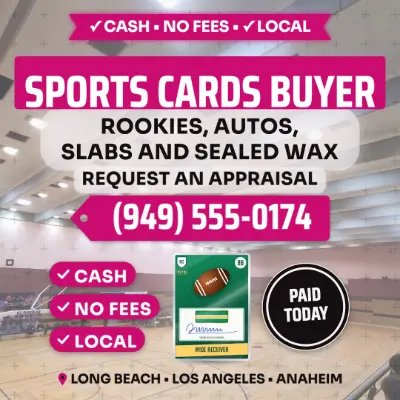 ✓CASH ▪ NO FEES ▪ ✓LOCAL
SPORTS CARDS BUYER
ROOKIES, AUTOS,
SLABS AND SEALED WAX
REQUEST AN APPRAISAL
(949) 555-0174
✓ CASH
✓ NO FEES
✓ LOCAL
WIDE RECEIVER
PAID
TODAY
LONG BEACH ▪ LOS ANGELES ▪ ANAHEIM